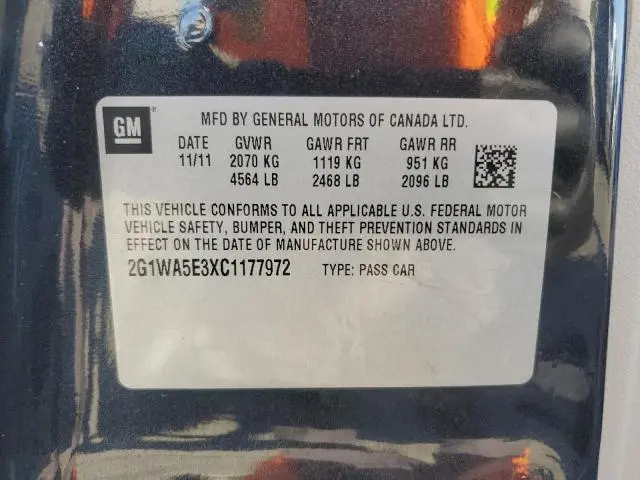 GM
MFD BY GENERAL MOTORS OF CANADA LTD.
DATE GVWR GAWR FRT GAWR RR
11/11 2070 KG 1119 KG 951 KG
4564 LB 2468 LB 2096 LB
THIS VEHICLE CONFORMS TO ALL APPLICABLE U.S. FEDERAL MOTOR
VEHICLE SAFETY, BUMPER, AND THEFT PREVENTION STANDARDS IN
EFFECT ON THE DATE OF MANUFACTURE SHOWN ABOVE.
2G1WA5E3XC1177972 TYPE: PASS CAR